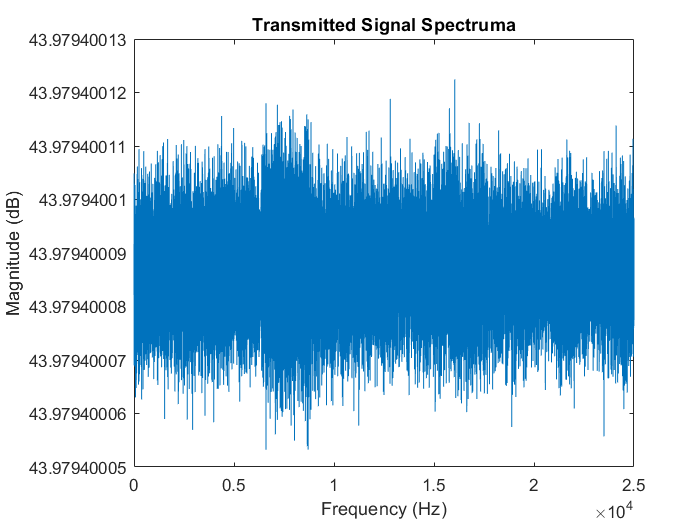 Transmitted Signal Spectruma
43.97940013
43.97940012
43.97940011
43.9794001
43.97940009
43.97940008
43.97940007
43.97940006
43.97940005
Magnitude (dB)
0 0.5 1 1.5 2 2.5
Frequency (Hz)
×10^4